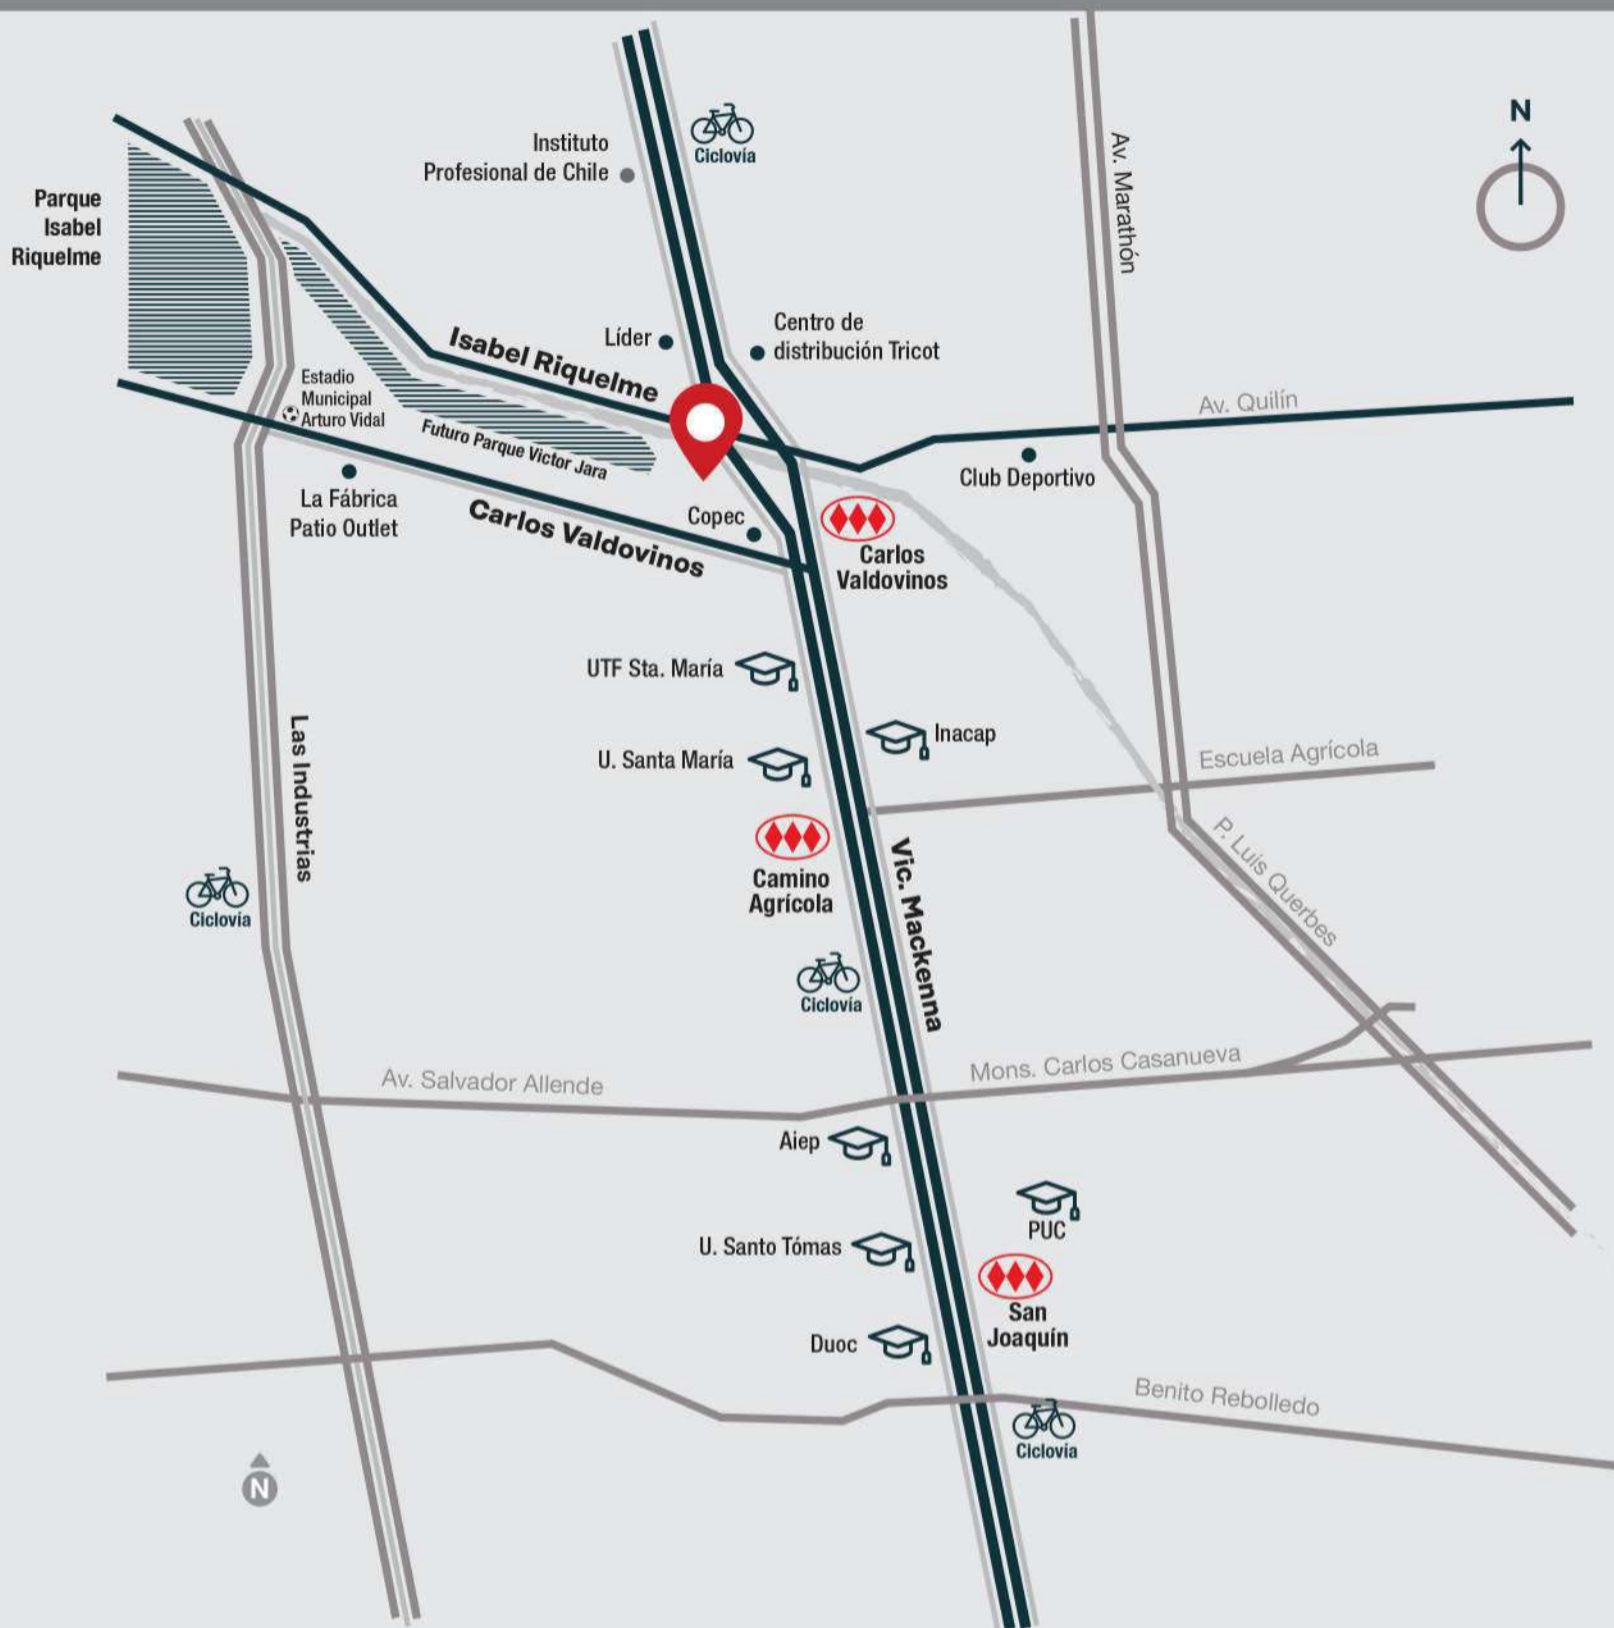 Instituto
Profesional de Chile
Ciclovía
Av. Marathón
N
Parque
Isabel
Riquelme
Líder
Centro de
distribución Tricot
Isabel Riquelme
Estadio
Municipal
Arturo Vidal
Futuro Parque Victor Jara
Av. Quilín
Club Deportivo
La Fábrica
Patio Outlet
Carlos Valdovinos
Copec
Carlos
Valdovinos
UTF Sta. María
Inacap
U. Santa María
Escuela Agrícola
Las Industrias
Camino
Agrícola
Vic. Mackenna
P. Luis Querbes
Ciclovía
Ciclovía
Av. Salvador Allende
Mons. Carlos Casanueva
Aiep
PUC
U. Santo Tómas
San
Joaquín
Duoc
Benito Rebolledo
Ciclovía
N